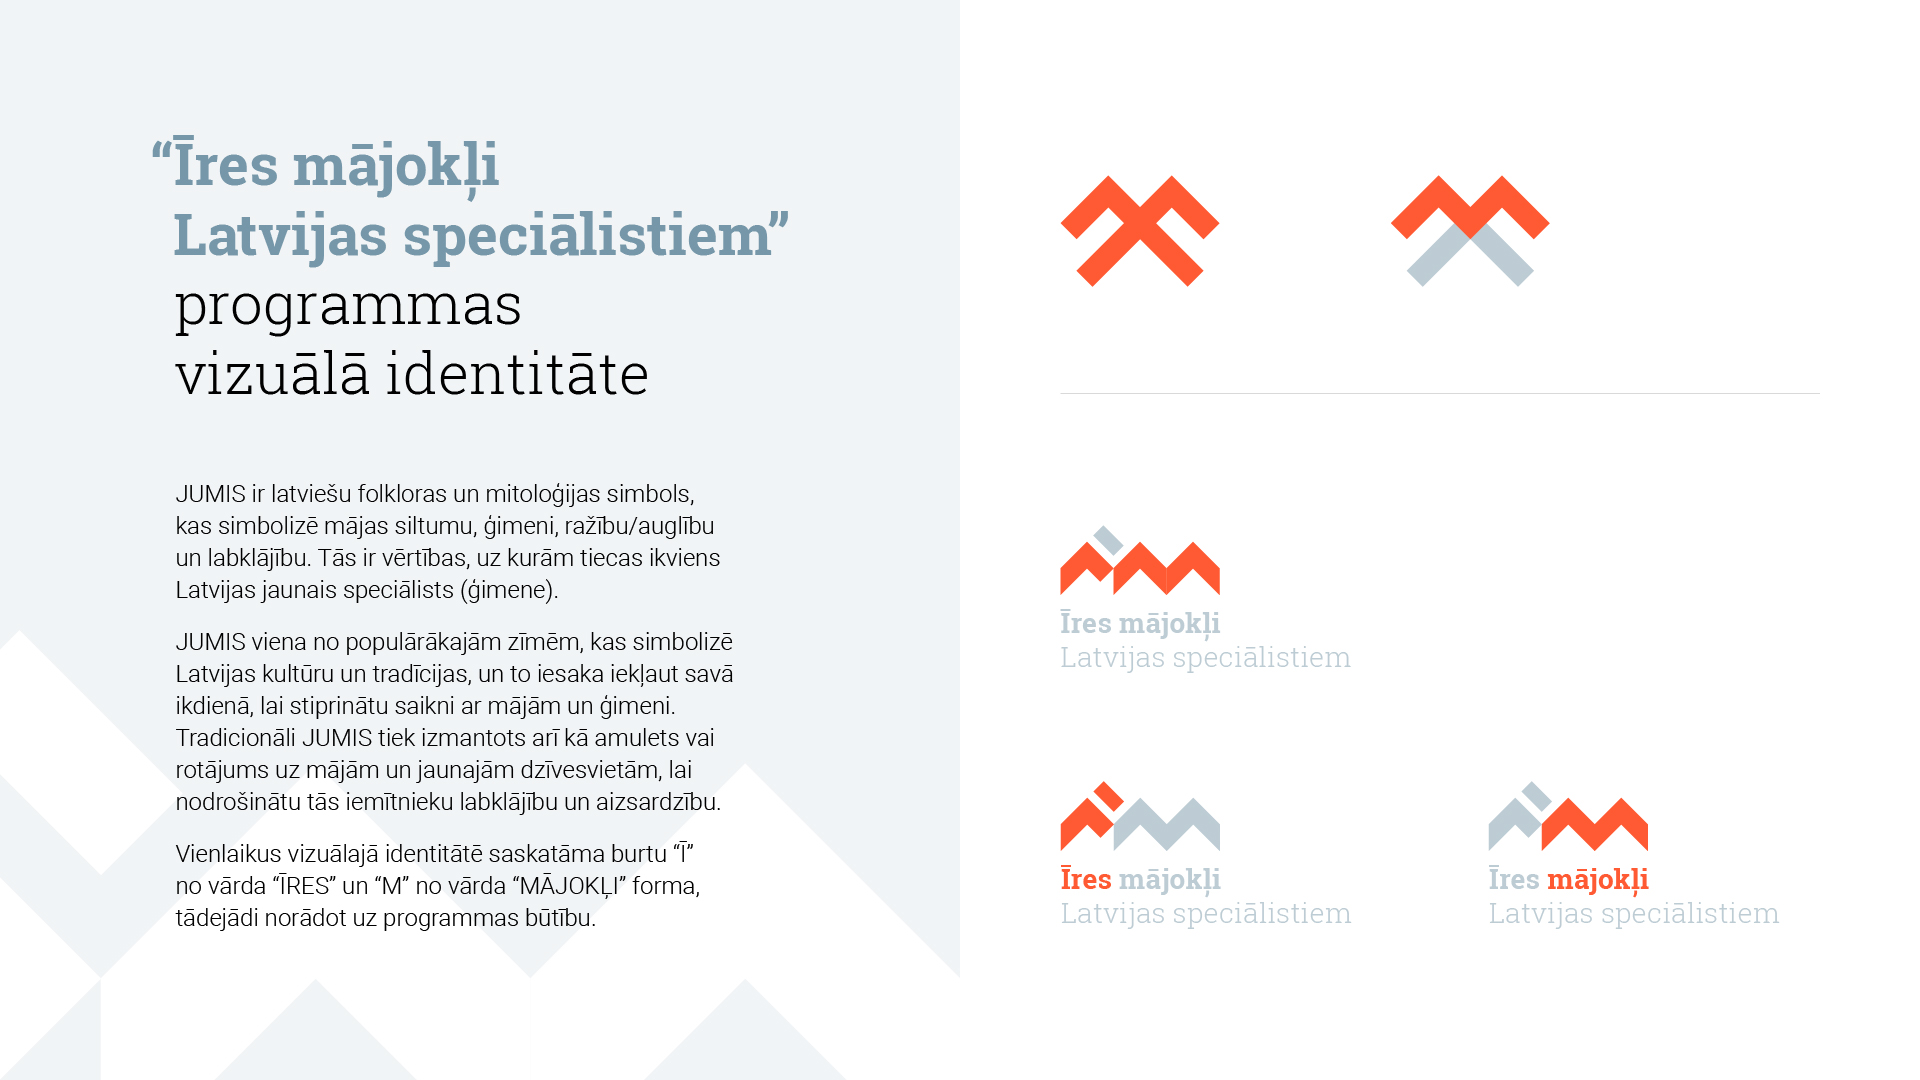 “Īres mājokļi
Latvijas speciālistiem”
programmas
vizuālā identitāte
JUMIS ir latviešu folkloras un mitoloģijas simbols,
kas simbolizē mājas siltumu, ģimeni, ražību/auglību
un labklājību. Tās ir vērtības, uz kurām tiecas ikviens
Latvijas jaunais speciālists (ģimene).
JUMIS viena no populārākajām zīmēm, kas simbolizē
Latvijas kultūru un tradīcijas, un to iesaka iekļaut savā
ikdienā, lai stiprinātu saikni ar mājām un ģimeni.
Tradicionāli JUMIS tiek izmantots arī kā amulets vai
rotājums uz mājām un jaunajām dzīvesvietām, lai
nodrošinātu tās iemītnieku labklājību un aizsardzību.
Vienlaikus vizuālajā identitātē saskatāma burtu “Ī”
no vārda “ĪRES” un “M” no vārda “MĀJOKĻI” forma,
tādejādi norādot uz programmas būtību.
Īres mājokļi
Latvijas speciālistiem
Īres mājokļi
Latvijas speciālistiem
Īres mājokļi
Latvijas speciālistiem